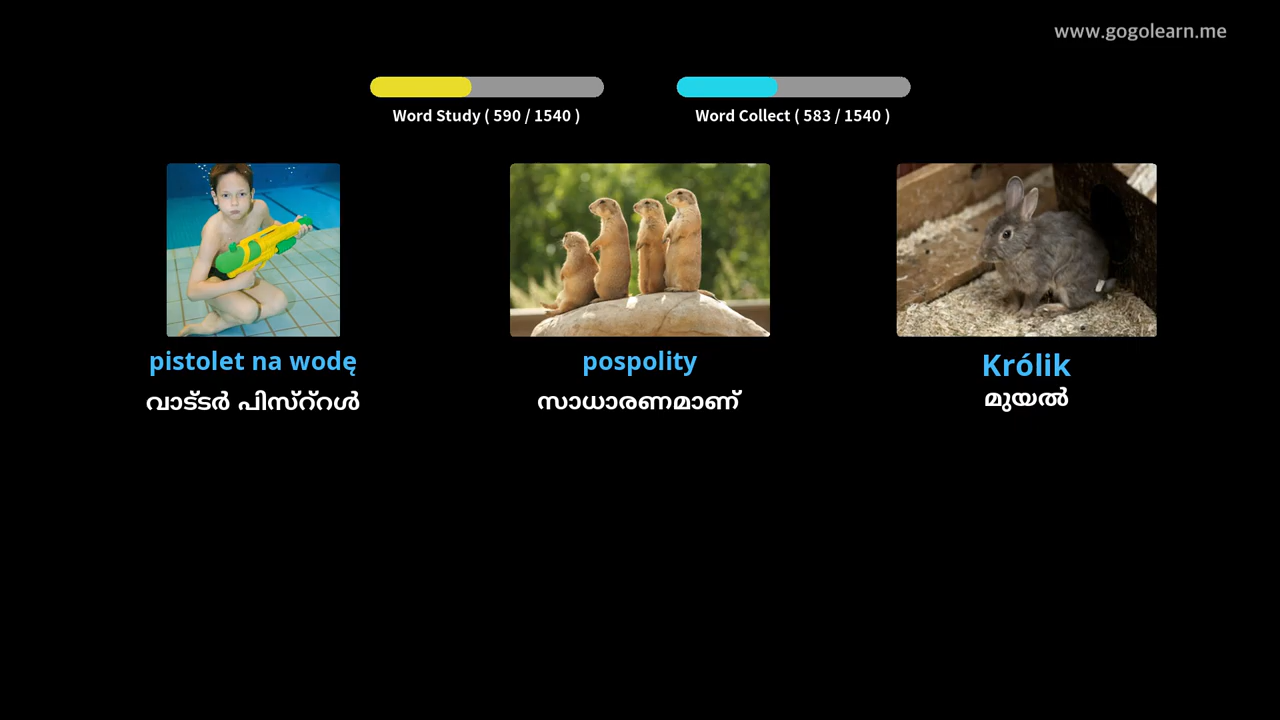 www.gogolearn.me
Word Study ( 590 / 1540 )
Word Collect ( 583 / 1540 )
pistolet na wodę
വാട്ടർ പിസ്റ്റൾ
pospolity
സാധാരണമാണ്
Królik
മുയൽ